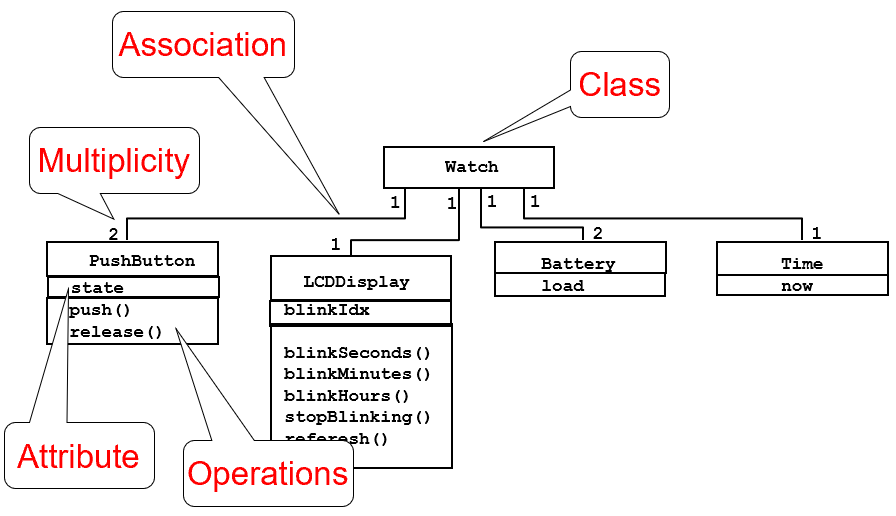 Association
Class
Multiplicity
Watch
1
1
1
1
2
1
2
1
PushButton
state
push()
release()
LCDDisplay
blinkIdx
blinkSeconds()
blinkMinutes()
blinkHours()
stopBlinking()
referesh()
Battery
load
Time
now
Attribute
Operations